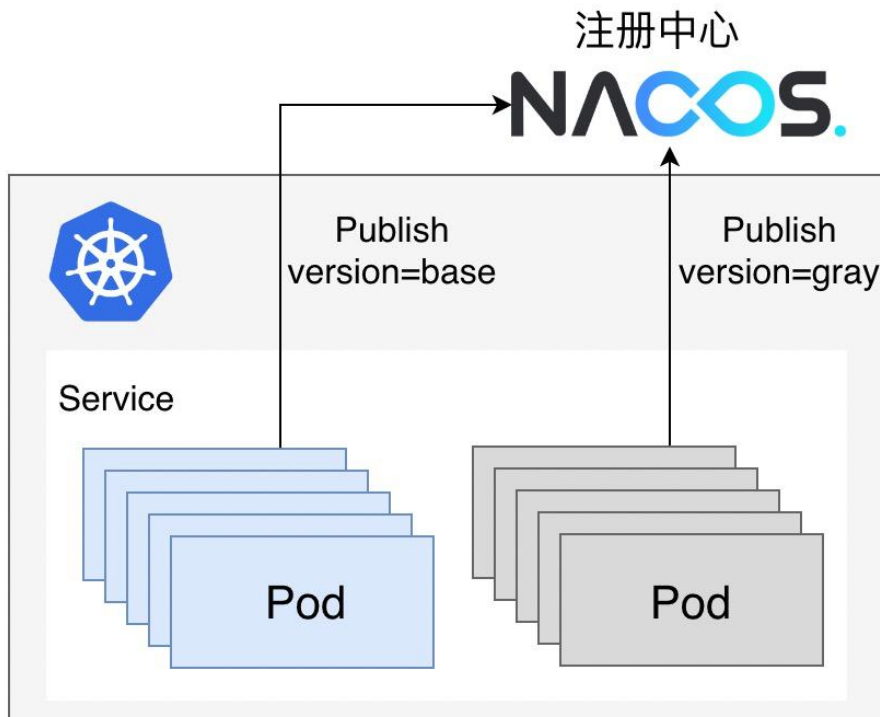 注册中心
NACOS.
Publish
version=base
Publish
version=gray
Service
Pod
Pod